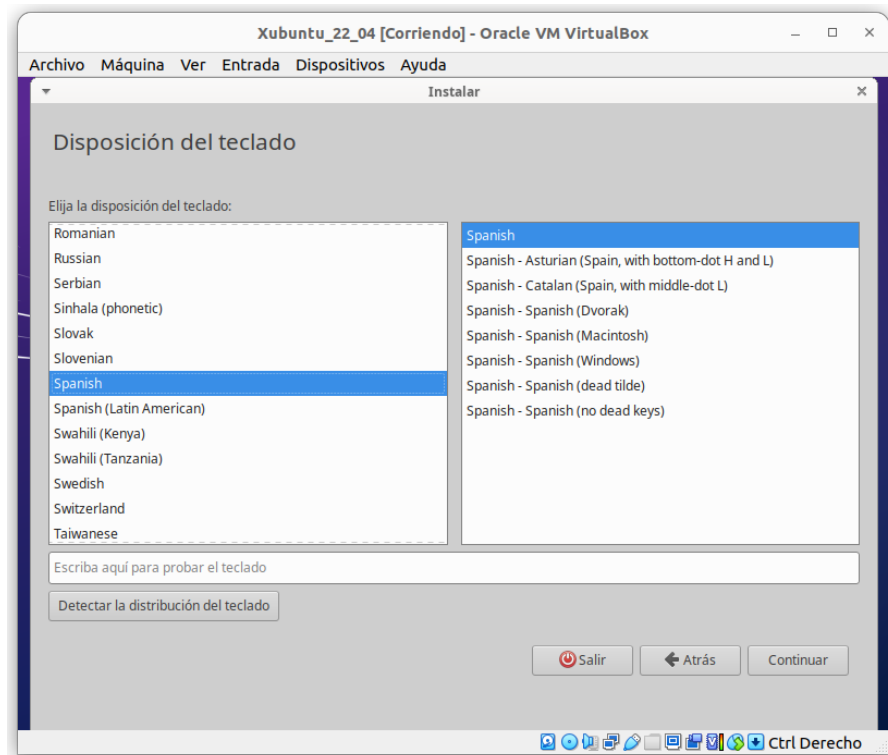 Xubuntu_22_04 [Corriendo] - Oracle VM VirtualBox
Archivo Máquina Ver Entrada Dispositivos Ayuda
Instalar
Disposición del teclado
Elija la disposición del teclado:
Romanian
Russian
Serbian
Sinhala (phonetic)
Slovak
Slovenian
Spanish
Spanish (Latin American)
Swahili (Kenya)
Swahili (Tanzania)
Swedish
Switzerland
Taiwanese
Spanish
Spanish - Asturian (Spain, with bottom-dot H and L)
Spanish - Catalan (Spain, with middle-dot L)
Spanish - Spanish (Dvorak)
Spanish - Spanish (Macintosh)
Spanish - Spanish (Windows)
Spanish - Spanish (dead tilde)
Spanish - Spanish (no dead keys)
Escriba aquí para probar el teclado
Detectar la distribución del teclado
Salir Atrás Continuar
Ctrl Derecho